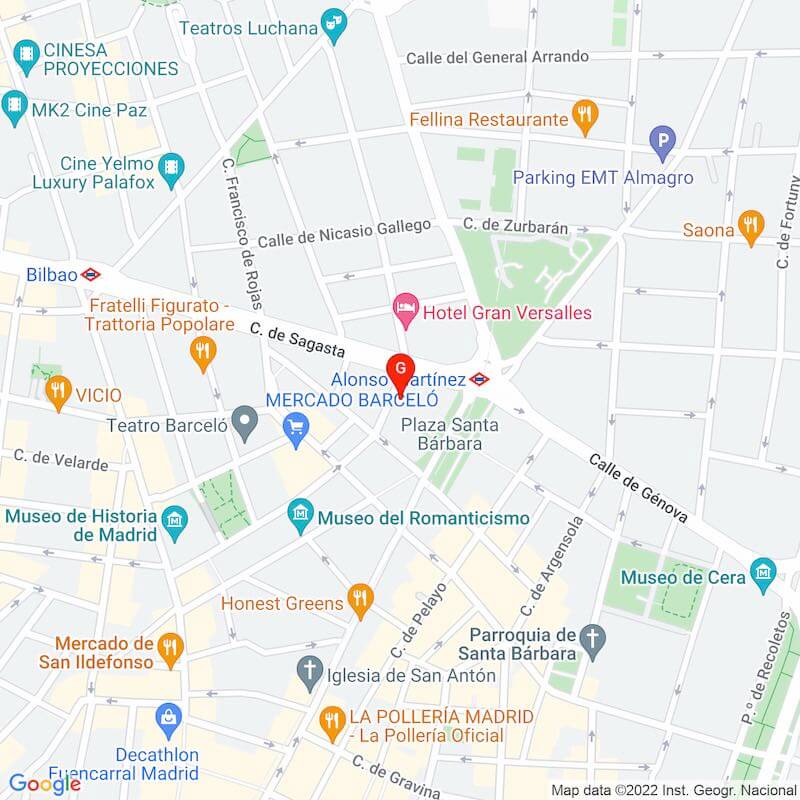 Teatros Luchana
CINESA
PROYECCIONES
Calle del General Arrando
MK2 Cine Paz
Fellina Restaurante
P
Cine Yelmo
Luxury Palafox
Parking EMT Almagro
C. Francisco de Rojas
C. de Fortuny
Calle de Nicasio Gallego
C. de Zurbarán
Saona
Bilbao
Fratelli Figurato -
Trattoria Popolare
Hotel Gran Versalles
C. de Sagasta
G
Alonso Martínez
VICIO
MERCADO BARCELÓ
Teatro Barceló
Plaza Santa
Bárbara
C. de Velarde
Calle de Génova
Museo de Historia
de Madrid
Museo del Romanticismo
C. de Argensola
Museo de Cera
Honest Greens
C. de Pelayo
Mercado de
San Ildefonso
Parroquia de
Santa Bárbara
P.º de Recoletos
Iglesia de San Antón
LA POLLERÍA MADRID
- La Pollería Oficial
Decathlon
Fuencarral Madrid
C. de Gravina
Google
Map data ©2022 Inst. Geogr. Nacional